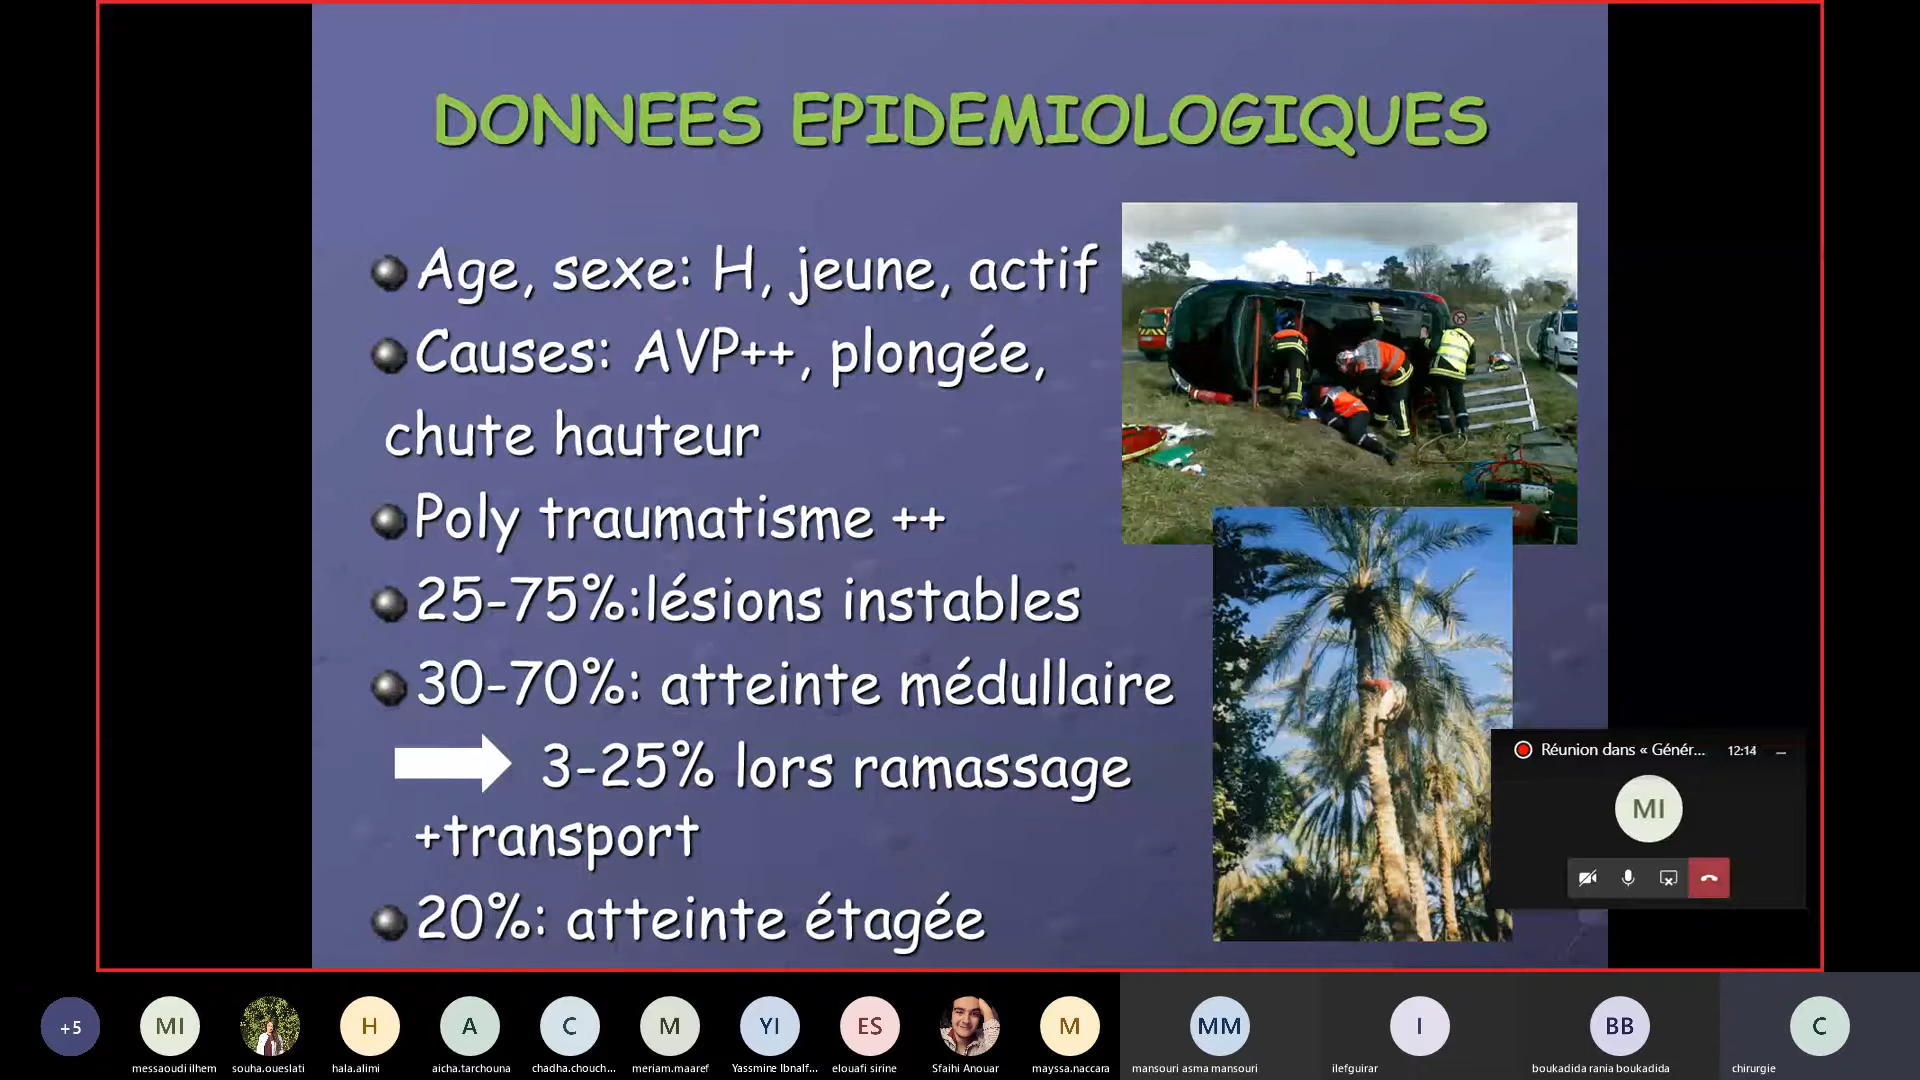 DONNEES EPIDEMIOLOGIQUES
Age, sexe: H, jeune, actif
Causes: AVP++, plongée,
chute hauteur
Poly traumatisme ++
25-75%:lésions instables
30-70%: atteinte médullaire
3-25% lors ramassage
+transport
20%: atteinte étagée
Réunion dans « Génér... 12:14
MI
+5
MI
H
A
C
M
YI
ES
M
MM
I
BB
C
messaoudi ilhem
souha.oueslati
hala.alimi
aicha.tarchouna
chadha.chouch...
meriam.maaref
Yassmine Ibnalf...
elouafi sirine
Sfaihi Anouar
mayssa.naccara
mansouri asma mansouri
ilefguirar
boukadida rania boukadida
chirurgie